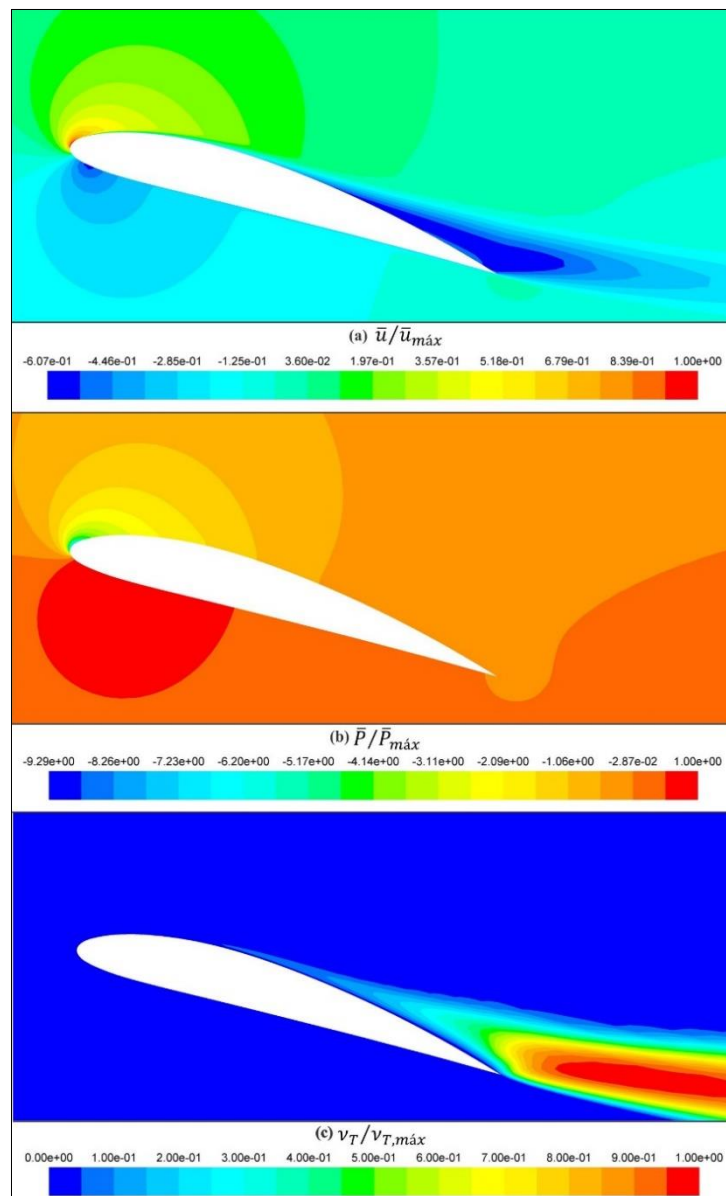 (a) ū/ūmáx
-6.07e-01 -4.46e-01 -2.85e-01 -1.25e-01 3.60e-02 1.97e-01 3.57e-01 5.18e-01 6.79e-01 8.39e-01 1.00e+00
(b) P̄/P̄máx
-9.29e+00 -8.26e+00 -7.23e+00 -6.20e+00 -5.17e+00 -4.14e+00 -3.11e+00 -2.09e+00 -1.06e+00 -2.87e-02 1.00e+00
(c) νT/νT,máx
0.00e+00 1.00e-01 2.00e-01 3.00e-01 4.00e-01 5.00e-01 6.00e-01 7.00e-01 8.00e-01 9.00e-01 1.00e+00